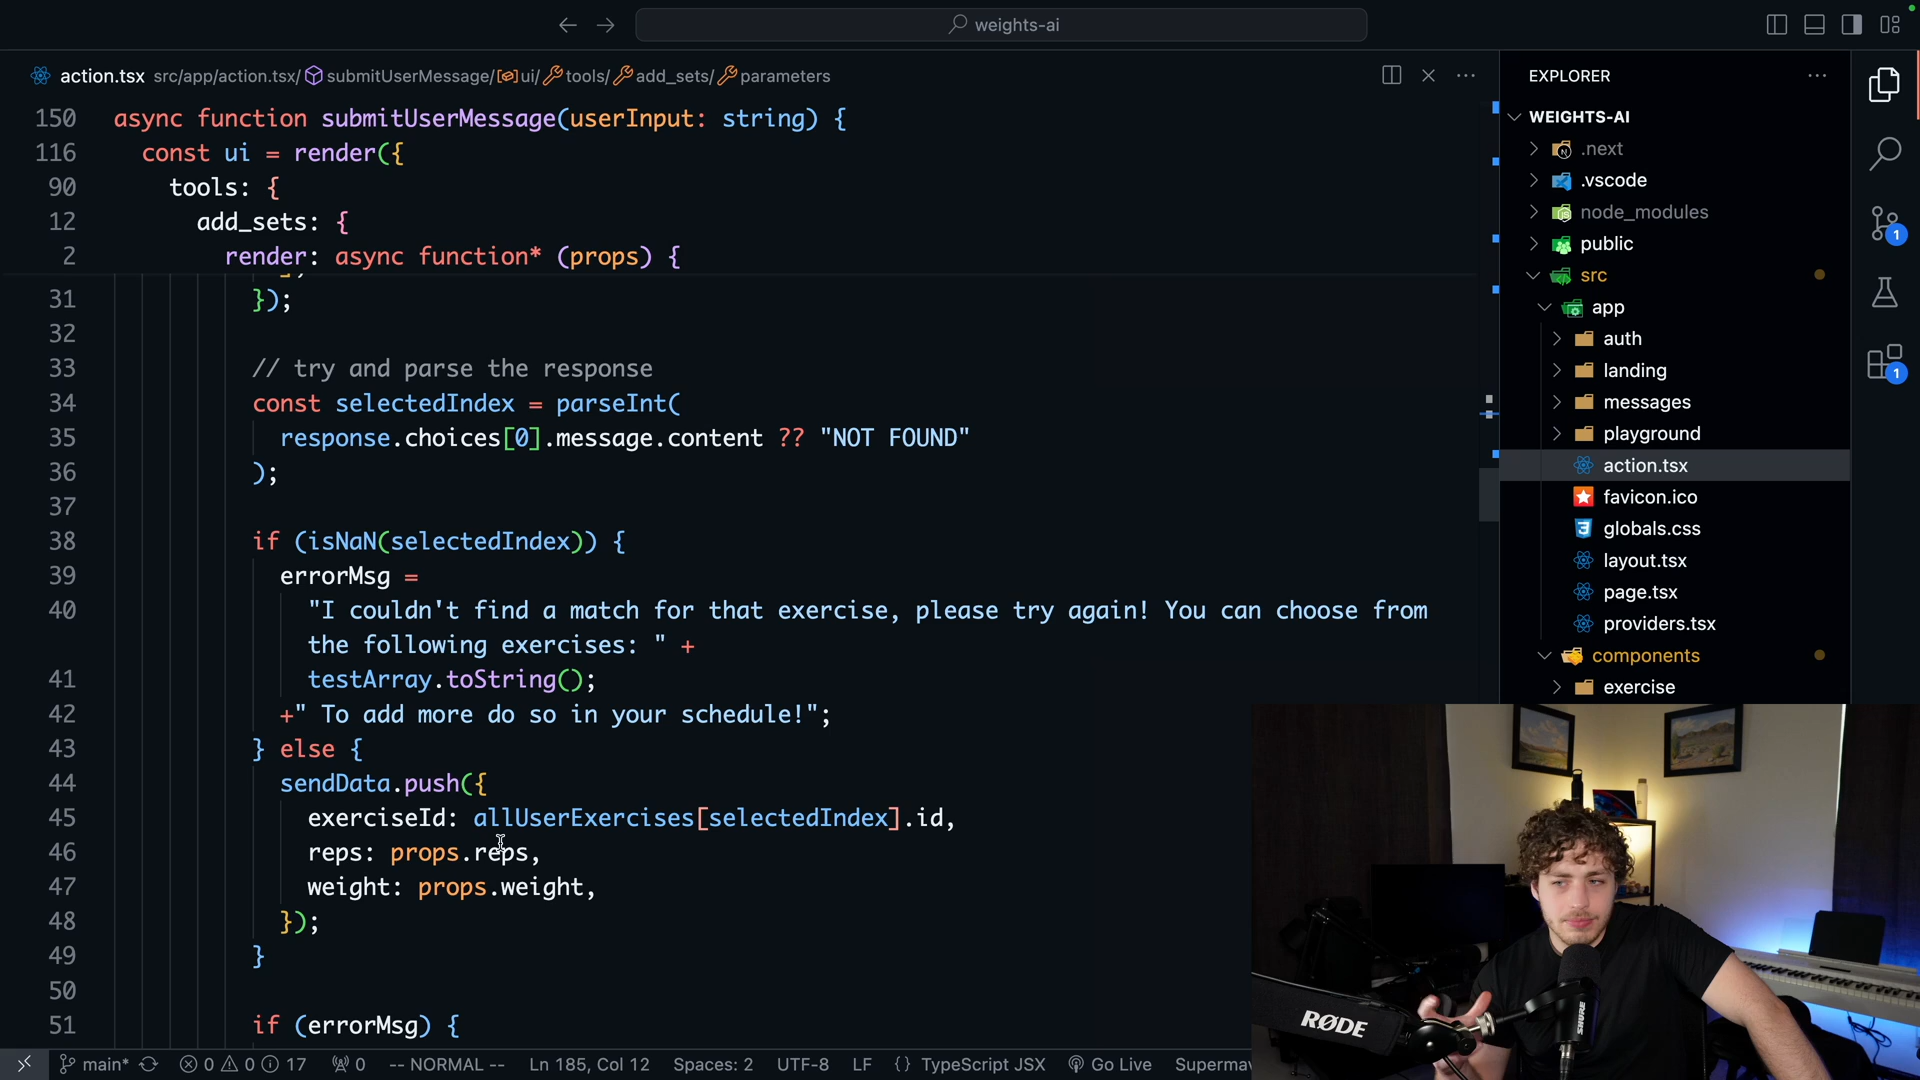 weights-ai
action.tsx src/app/action.tsx/ submitUserMessage/ ui/ tools/ add_sets/ parameters
150 async function submitUserMessage(userInput: string) {
116 const ui = render({
90 tools: {
12 add_sets: {
2 render: async function* (props) {
31 });
32
33 // try and parse the response
34 const selectedIndex = parseInt(
35 response.choices[0].message.content ?? "NOT FOUND"
36 );
37
38 if (isNaN(selectedIndex)) {
39 errorMsg =
40 "I couldn't find a match for that exercise, please try again! You can choose from
the following exercises: " +
41 testArray.toString();
42 +" To add more do so in your schedule!";
43 } else {
44 sendData.push({
45 exerciseId: allUserExercises[selectedIndex].id,
46 reps: props.reps,
47 weight: props.weight,
48 });
49 }
50
51 if (errorMsg) {
main* 0 0 17 0 -- NORMAL -- Ln 185, Col 12 Spaces: 2 UTF-8 LF {} TypeScript JSX Go Live Supermav
EXPLORER
WEIGHTS-AI
.next
.vscode
node_modules
public
src
app
auth
landing
messages
playground
action.tsx
favicon.ico
globals.css
layout.tsx
page.tsx
providers.tsx
components
exercise
1
1
RØDE
SHURE